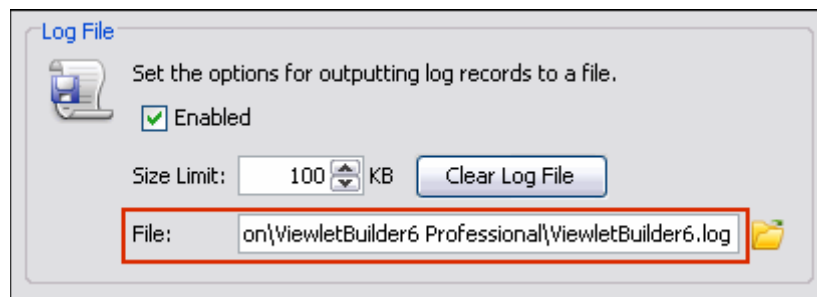 Log File
Set the options for outputting log records to a file.
Enabled
Size Limit: 100 KB Clear Log File
File: on\ViewletBuilder6 Professional\ViewletBuilder6.log